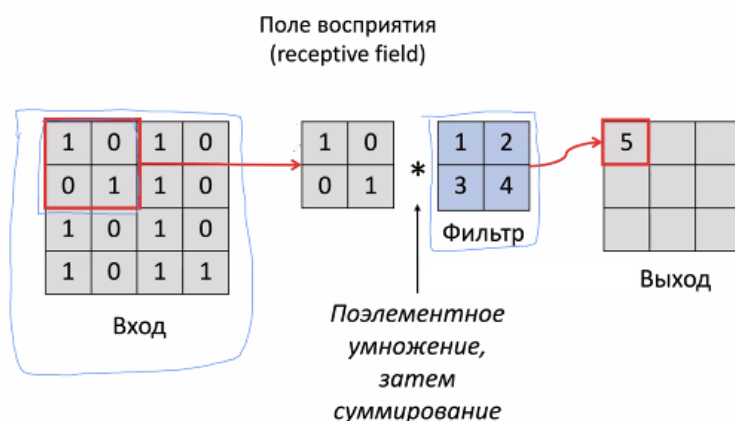 Поле восприятия
(receptive field)
1 0 1 0
0 1 1 0
1 0 1 0
1 0 1 1
Вход
1 0
0 1
*
1 2
3 4
Фильтр
5
Выход
Поэлементное
умножение,
затем
суммирование